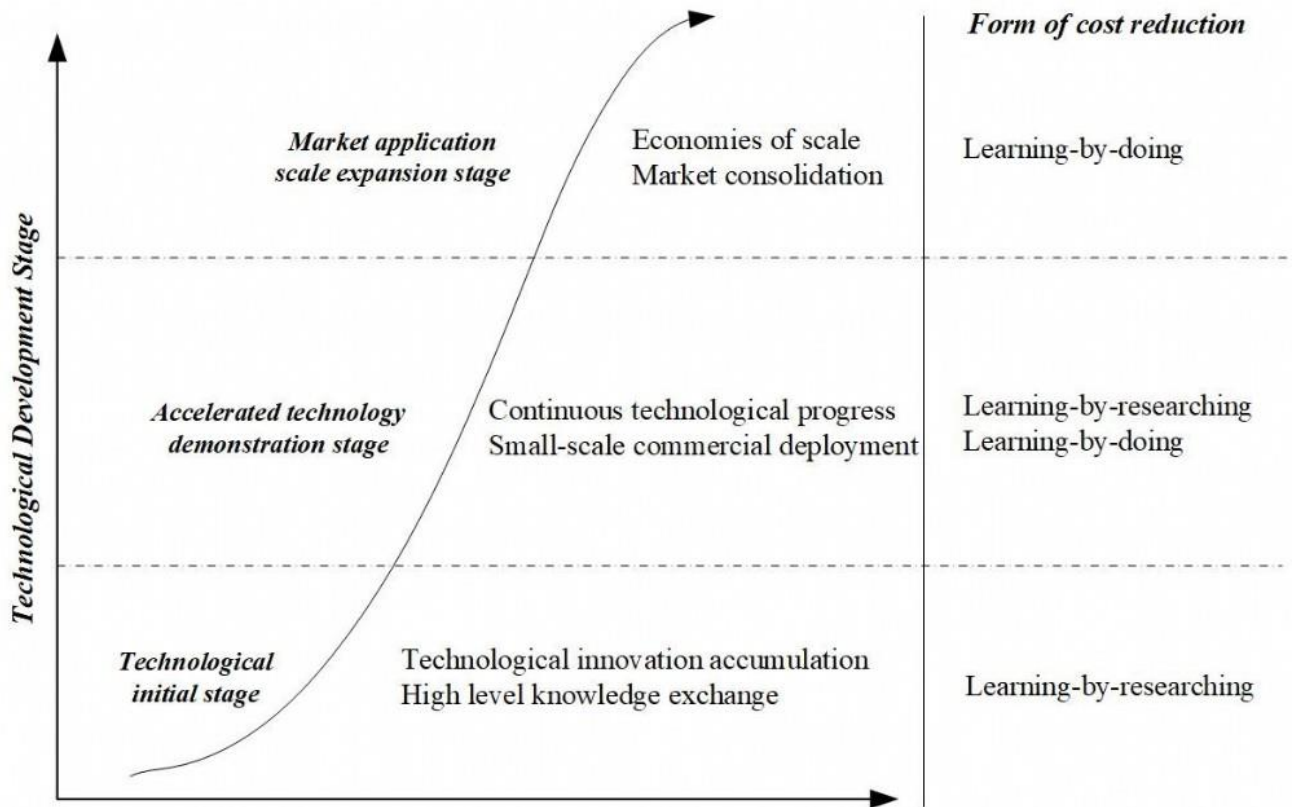 Form of cost reduction
Technological Development Stage
Market application
scale expansion stage
Economies of scale
Market consolidation
Learning-by-doing
Accelerated technology
demonstration stage
Continuous technological progress
Small-scale commercial deployment
Learning-by-researching
Learning-by-doing
Technological
initial stage
Technological innovation accumulation
High level knowledge exchange
Learning-by-researching